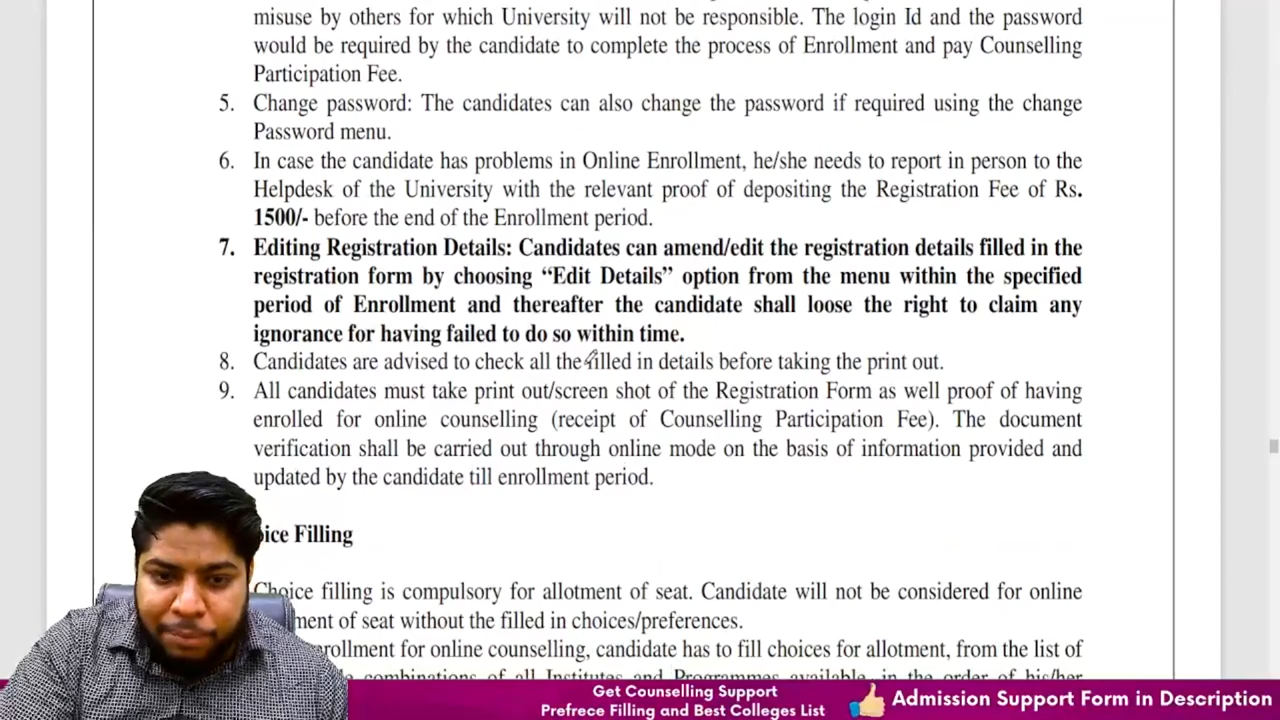 misuse by others for which University will not be responsible. The login Id and the password
would be required by the candidate to complete the process of Enrollment and pay Counselling
Participation Fee.
5. Change password: The candidates can also change the password if required using the change
Password menu.
6. In case the candidate has problems in Online Enrollment, he/she needs to report in person to the
Helpdesk of the University with the relevant proof of depositing the Registration Fee of Rs.
1500/- before the end of the Enrollment period.
7. Editing Registration Details: Candidates can amend/edit the registration details filled in the
registration form by choosing “Edit Details” option from the menu within the specified
period of Enrollment and thereafter the candidate shall loose the right to claim any
ignorance for having failed to do so within time.
8. Candidates are advised to check all the filled in details before taking the print out.
9. All candidates must take print out/screen shot of the Registration Form as well proof of having
enrolled for online counselling (receipt of Counselling Participation Fee). The document
verification shall be carried out through online mode on the basis of information provided and
updated by the candidate till enrollment period.
Filling
Choice filling is compulsory for allotment of seat. Candidate will not be considered for online
of seat without the filled in choices/preferences.
for online counselling, candidate has to fill choices for allotment, from the list of
combinations of all Institutes and Programmes available, in the order of his/her
Get Counselling Support
Prefrece Filling and Best Colleges List
Admission Support Form in Description